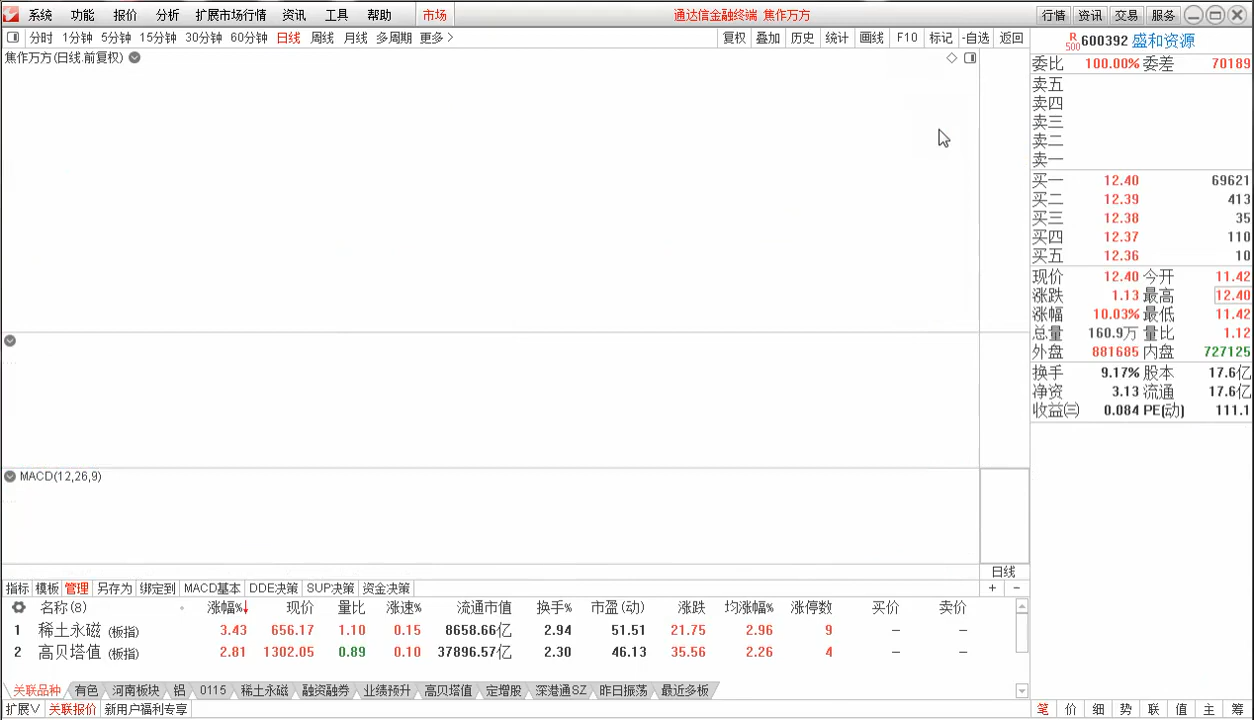 系统 功能 报价 分析 扩展市场行情 资讯 工具 帮助 市场 通达信金融终端 焦作万方 行情 资讯 交易 服务
分时 1分钟 5分钟 15分钟 30分钟 60分钟 日线 周线 月线 多周期 更多> 复权 叠加 历史 统计 画线 F10 标记 -自选 返回
R 500 600392 盛和资源
焦作万方(日线.前复权)
委比 100.00% 委差 70189
卖五
卖四
卖三
卖二
卖一
买一 12.40 69621
买二 12.39 413
买三 12.38 35
买四 12.37 110
买五 12.36 10
现价 12.40 今开 11.42
涨跌 1.13 最高 12.40
涨幅 10.03% 最低 11.42
总量 160.9万 量比 1.12
外盘 881685 内盘 727125
换手 9.17% 股本 17.6亿
净资 3.13 流通 17.6亿
收益㈢ 0.084 PE(动) 111.1
MACD(12,26,9)
日线
指标 模板 管理 另存为 绑定到 MACD基本 DDE决策 SUP决策 资金决策 + -
名称(8) 涨幅%↓ 现价 量比 涨速% 流通市值 换手% 市盈(动) 涨跌 均涨幅% 涨停数 买价 卖价
1 稀土永磁 (板指) 3.43 656.17 1.10 0.15 8658.66亿 2.94 51.51 21.75 2.96 9 — —
2 高贝塔值 (板指) 2.81 1302.05 0.89 0.10 37896.57亿 2.30 46.13 35.56 2.26 4 — —
关联品种 有色 河南板块 铝 0115 稀土永磁 融资融券 业绩预升 高贝塔值 定增股 深港通SZ 昨日振荡 最近多板
扩展∨ 关联报价 新用户福利专享 笔 价 细 势 联 值 主 筹